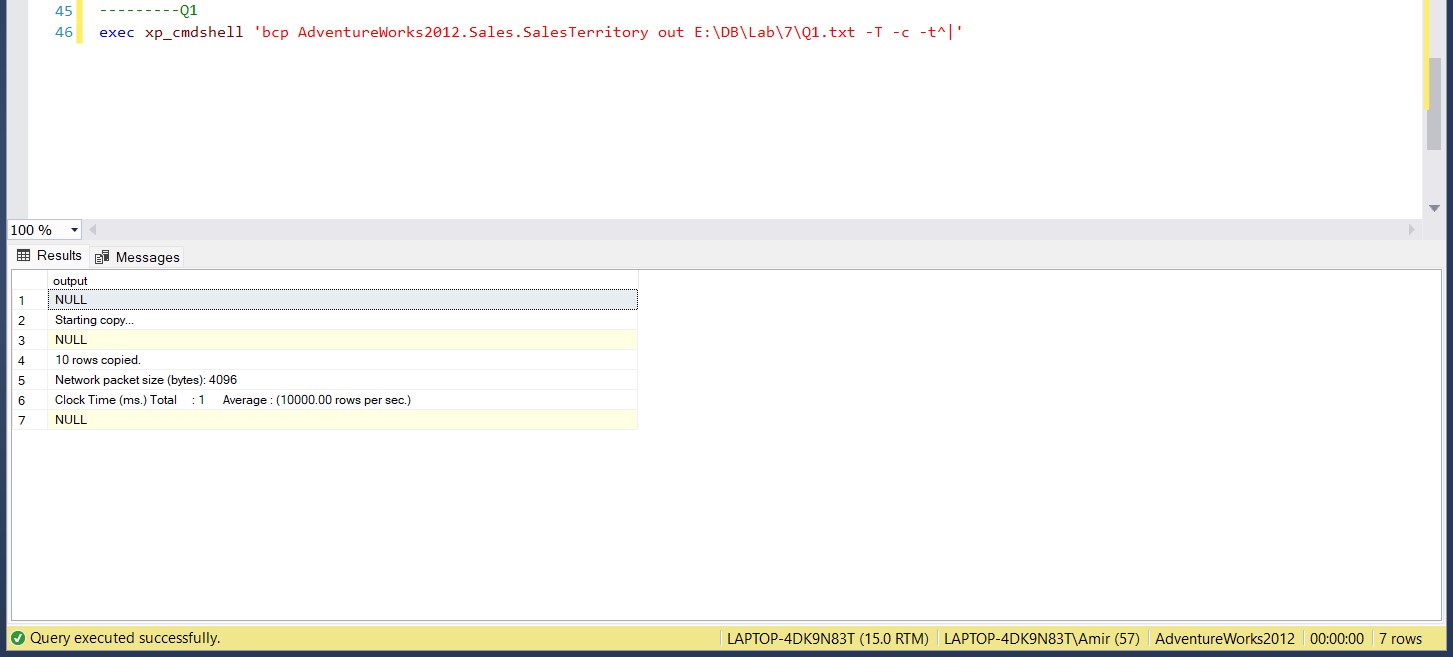 45 ---------Q1
46 exec xp_cmdshell 'bcp AdventureWorks2012.Sales.SalesTerritory out E:\DB\Lab\7\Q1.txt -T -c -t^|'
100 %
Results Messages
output
1 NULL
2 Starting copy...
3 NULL
4 10 rows copied.
5 Network packet size (bytes): 4096
6 Clock Time (ms.) Total : 1 Average : (10000.00 rows per sec.)
7 NULL
Query executed successfully. LAPTOP-4DK9N83T (15.0 RTM) LAPTOP-4DK9N83T\Amir (57) AdventureWorks2012 00:00:00 7 rows